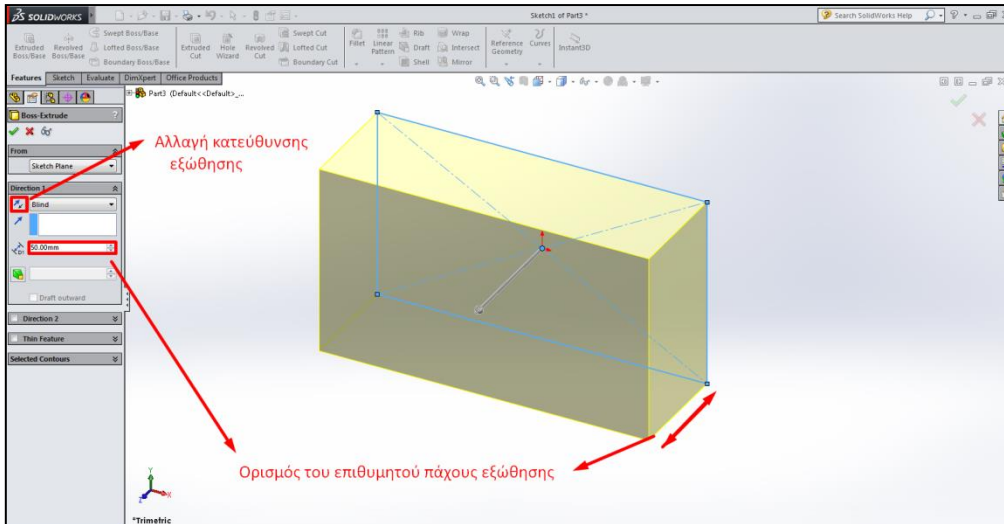 SOLIDWORKS
Sketch1 of Part3 *
Search SolidWorks Help
Extruded Boss/Base
Revolved Boss/Base
Swept Boss/Base
Lofted Boss/Base
Boundary Boss/Base
Extruded Cut
Hole Wizard
Revolved Cut
Swept Cut
Lofted Cut
Boundary Cut
Fillet
Linear Pattern
Rib
Draft
Shell
Wrap
Intersect
Mirror
Reference Geometry
Curves
Instant3D
Features
Sketch
Evaluate
DimXpert
Office Products
Part3 (Default<<Default>_...
Boss-Extrude
?
From
Sketch Plane
Direction 1
Blind
D1
50.00mm
Draft outward
Direction 2
Thin Feature
Selected Contours
Αλλαγή κατεύθυνσης
εξώθησης
Ορισμός του επιθυμητού πάχους εξώθησης
Y
X
Z
*Trimetric